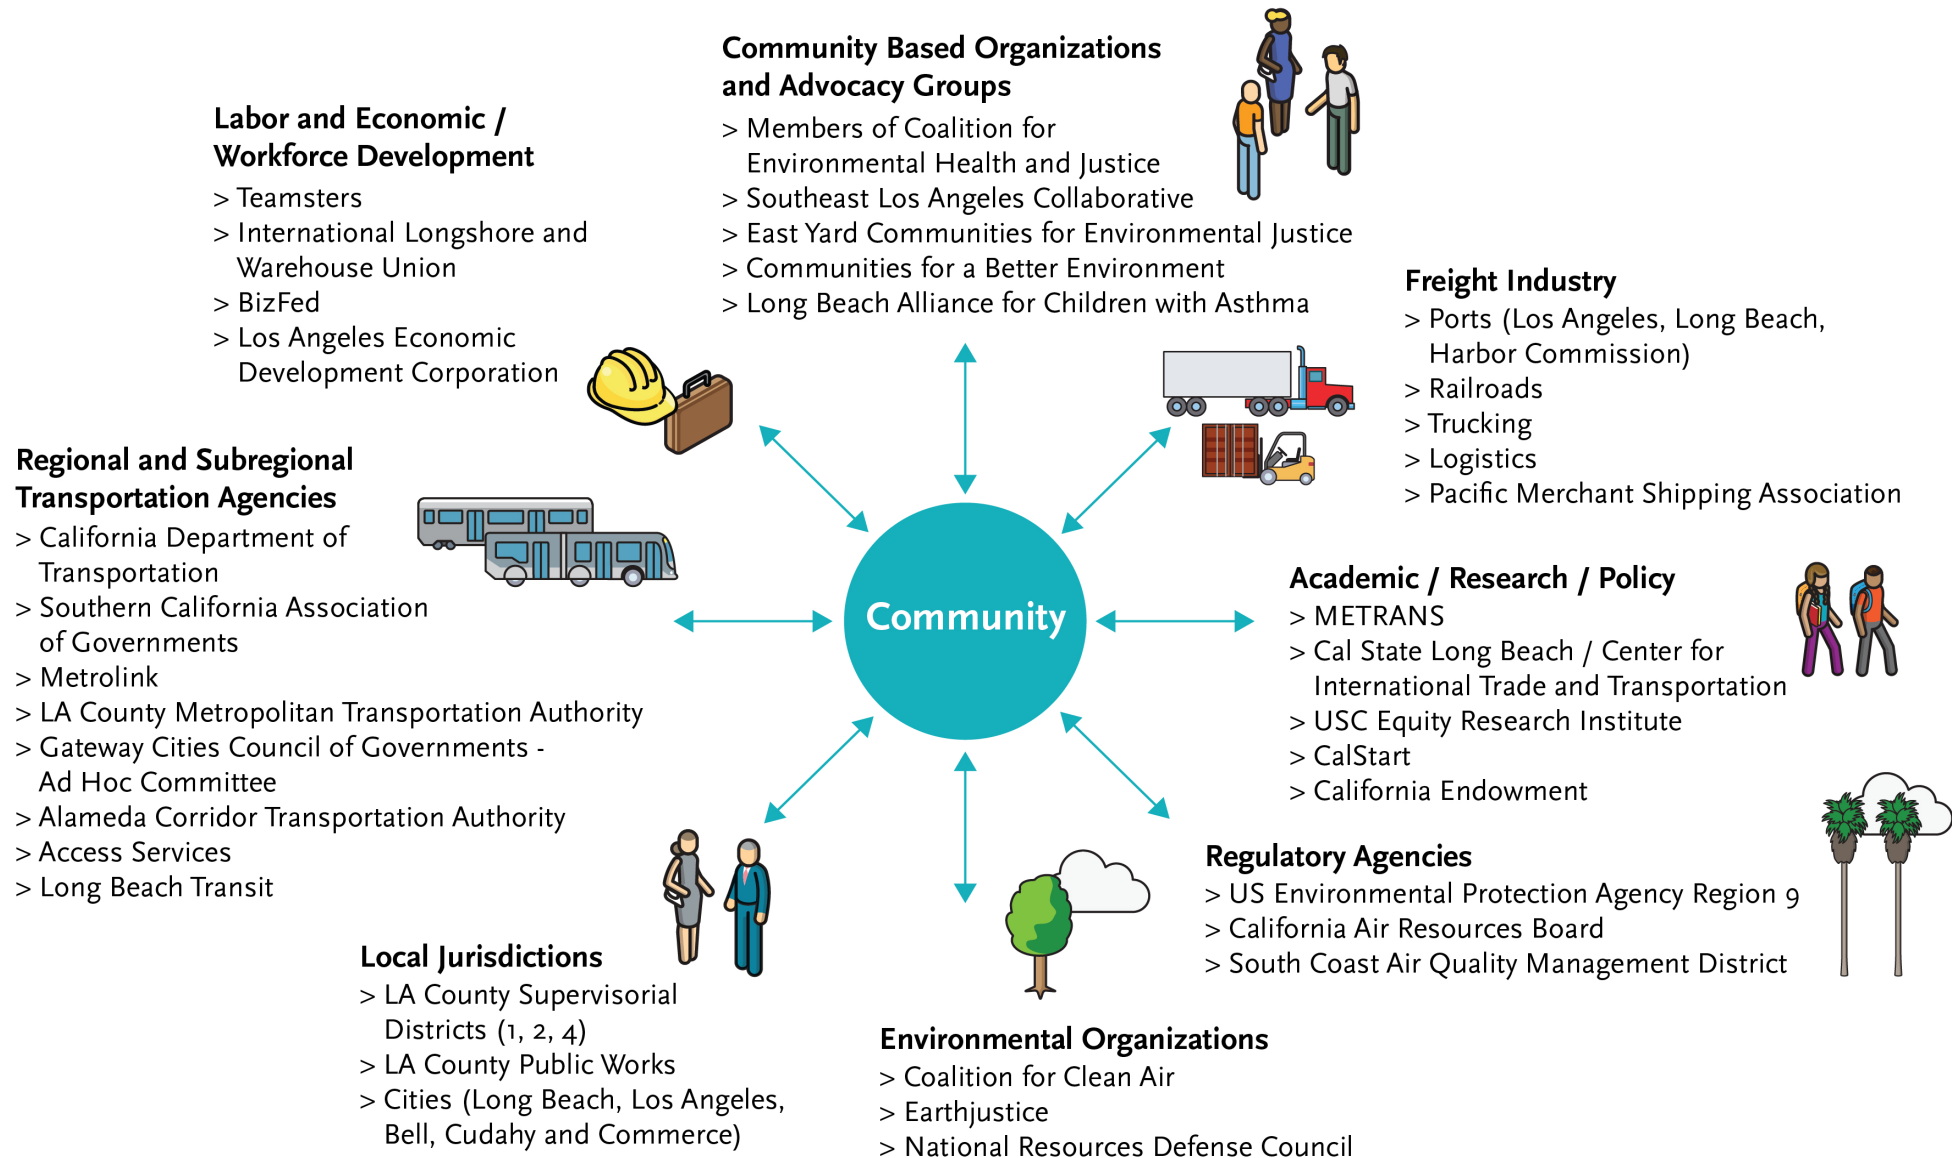 Community Based Organizations
and Advocacy Groups
> Members of Coalition for
Environmental Health and Justice
> Southeast Los Angeles Collaborative
> East Yard Communities for Environmental Justice
> Communities for a Better Environment
> Long Beach Alliance for Children with Asthma
Labor and Economic /
Workforce Development
> Teamsters
> International Longshore and
Warehouse Union
> BizFed
> Los Angeles Economic
Development Corporation
Freight Industry
> Ports (Los Angeles, Long Beach,
Harbor Commission)
> Railroads
> Trucking
> Logistics
> Pacific Merchant Shipping Association
Regional and Subregional
Transportation Agencies
> California Department of
Transportation
> Southern California Association
of Governments
> Metrolink
> LA County Metropolitan Transportation Authority
> Gateway Cities Council of Governments -
Ad Hoc Committee
> Alameda Corridor Transportation Authority
> Access Services
> Long Beach Transit
Community
Academic / Research / Policy
> METRANS
> Cal State Long Beach / Center for
International Trade and Transportation
> USC Equity Research Institute
> CalStart
> California Endowment
Regulatory Agencies
> US Environmental Protection Agency Region 9
> California Air Resources Board
> South Coast Air Quality Management District
Local Jurisdictions
> LA County Supervisorial
Districts (1, 2, 4)
> LA County Public Works
> Cities (Long Beach, Los Angeles,
Bell, Cudahy and Commerce)
Environmental Organizations
> Coalition for Clean Air
> Earthjustice
> National Resources Defense Council